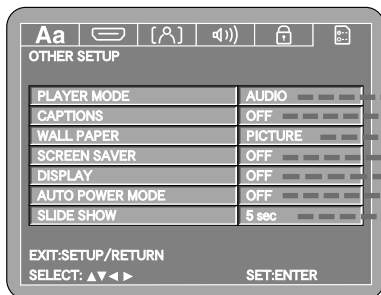 Aa
OTHER SETUP
PLAYER MODE AUDIO
CAPTIONS OFF
WALL PAPER PICTURE
SCREEN SAVER OFF
DISPLAY OFF
AUTO POWER MODE OFF
SLIDE SHOW 5 sec
EXIT:SETUP/RETURN
SELECT: ▲▼◄ ► SET:ENTER